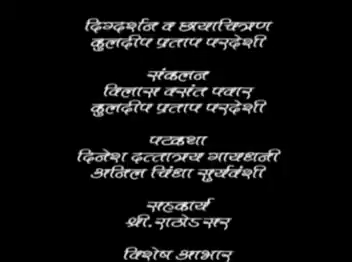 दिग्दर्शन व छायाचित्रण
कुलदीप प्रताप परदेशी
संकलन
विलास वसंत पवार
कुलदीप प्रताप परदेशी
पटकथा
दिनेश दत्तात्रय गायधनी
अनिल चिंधा सुर्यवंशी
सहकार्य
श्री. राठोड सर
विशेष आभार